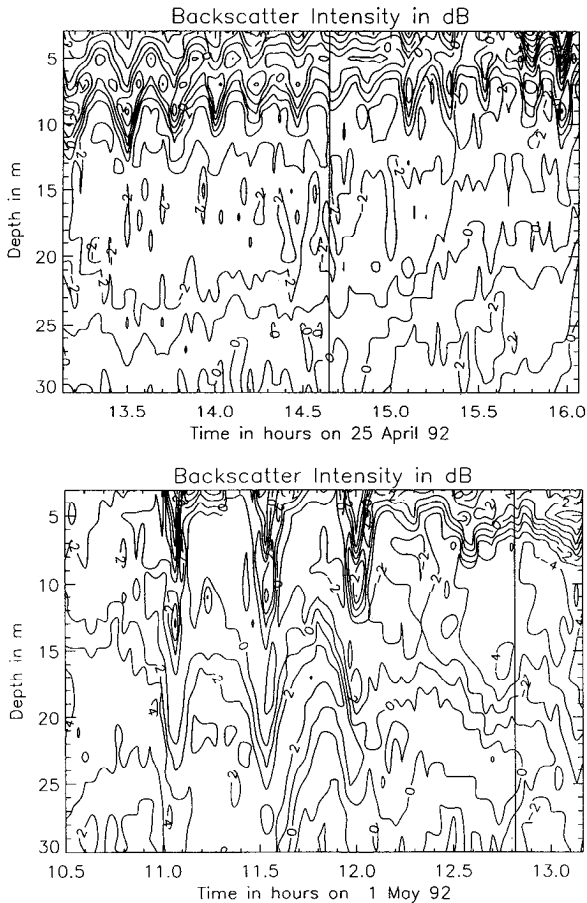 Backscatter Intensity in dB
Depth in m
5
10
15
20
25
30
13.5 14.0 14.5 15.0 15.5 16.0
Time in hours on 25 April 92
Backscatter Intensity in dB
Depth in m
5
10
15
20
25
30
10.5 11.0 11.5 12.0 12.5 13.0
Time in hours on 1 May 92